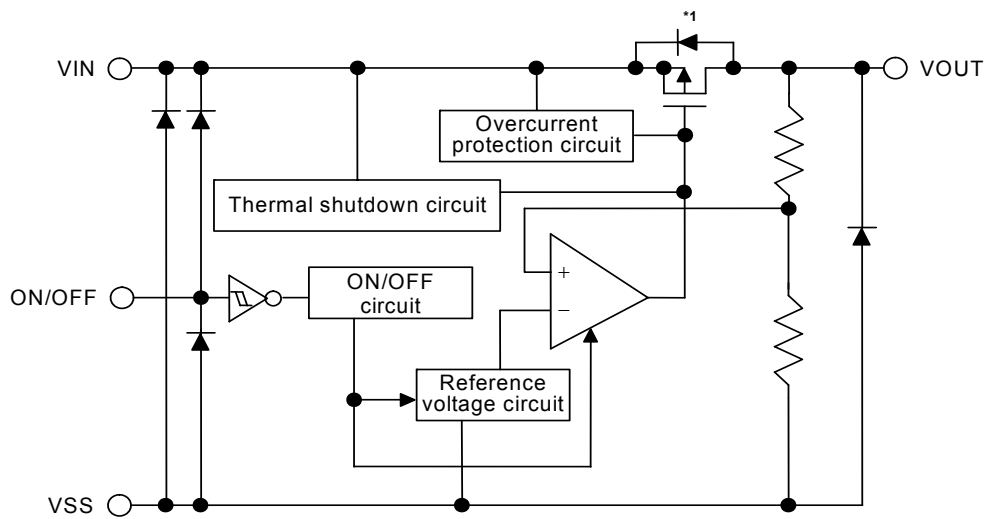 *1
VIN
VOUT
Overcurrent
protection circuit
Thermal shutdown circuit
ON/OFF
ON/OFF
circuit
+
−
Reference
voltage circuit
VSS